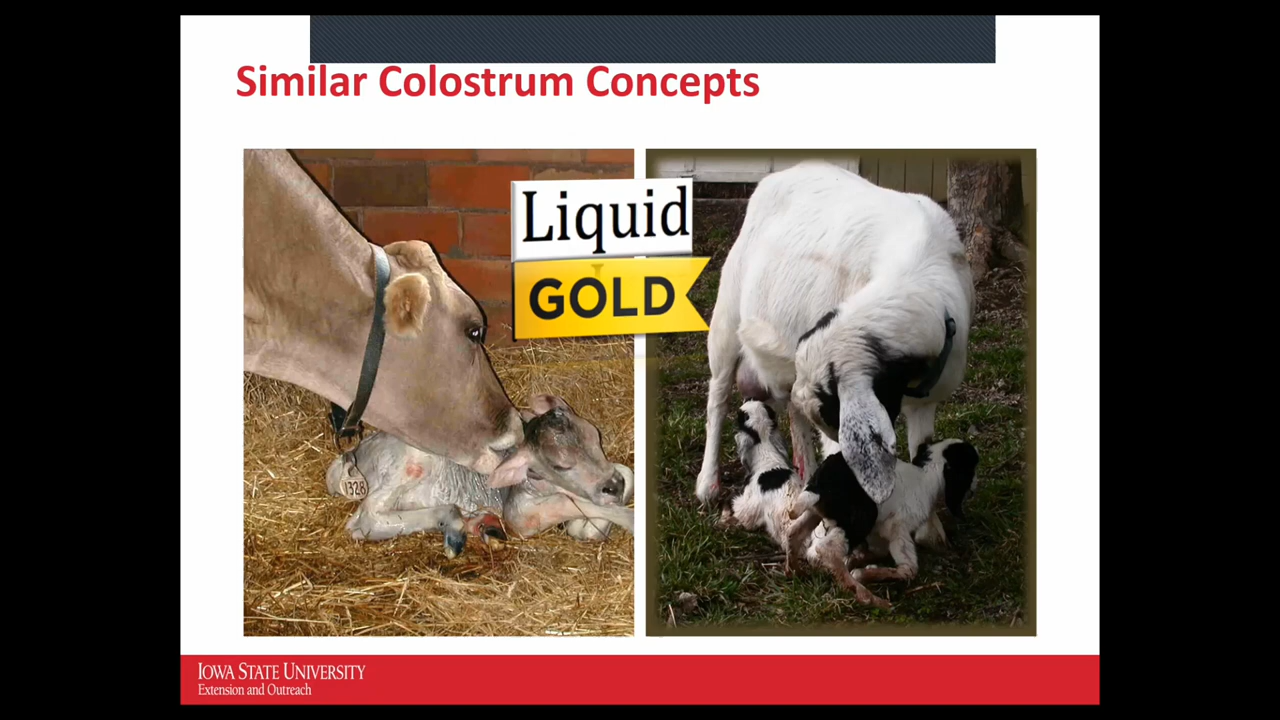 Similar Colostrum Concepts
Liquid
GOLD
1328
IOWA STATE UNIVERSITY
Extension and Outreach